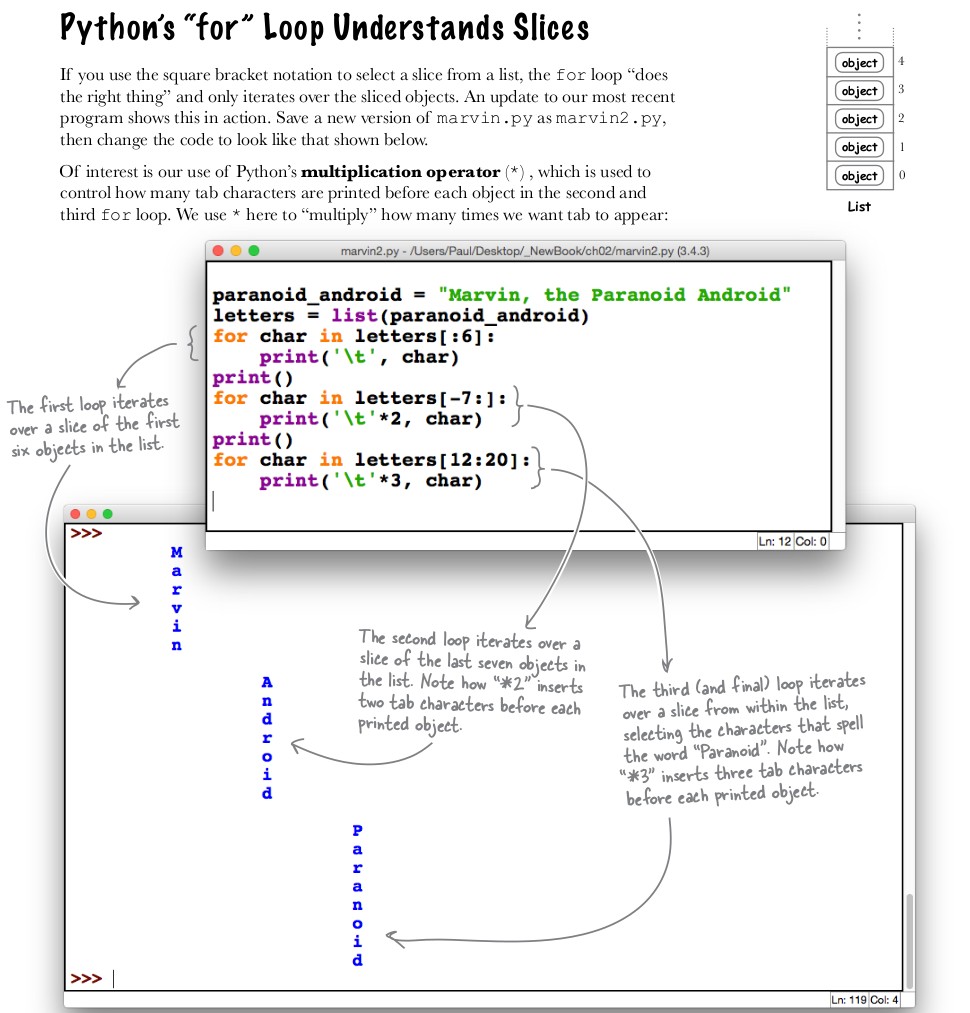 Python's “for” Loop Understands Slices
If you use the square bracket notation to select a slice from a list, the for loop “does
the right thing” and only iterates over the sliced objects. An update to our most recent
program shows this in action. Save a new version of marvin.py as marvin2.py,
then change the code to look like that shown below.
Of interest is our use of Python's multiplication operator (*) , which is used to
control how many tab characters are printed before each object in the second and
third for loop. We use * here to “multiply” how many times we want tab to appear:
object 4
object 3
object 2
object 1
object 0
List
marvin2.py - /Users/Paul/Desktop/_NewBook/ch02/marvin2.py (3.4.3)
paranoid_android = "Marvin, the Paranoid Android"
letters = list(paranoid_android)
for char in letters[:6]:
    print('\t', char)
print()
for char in letters[-7:]:
    print('\t'*2, char)
print()
for char in letters[12:20]:
    print('\t'*3, char)
Ln: 12 Col: 0
The first loop iterates
over a slice of the first
six objects in the list.
>>>
M
a
r
v
i
n
A
n
d
r
o
i
d
P
a
r
a
n
o
i
d
The second loop iterates over a
slice of the last seven objects in
the list. Note how “*2” inserts
two tab characters before each
printed object.
The third (and final) loop iterates
over a slice from within the list,
selecting the characters that spell
the word “Paranoid”. Note how
“*3” inserts three tab characters
before each printed object.
>>>
Ln: 119 Col: 4